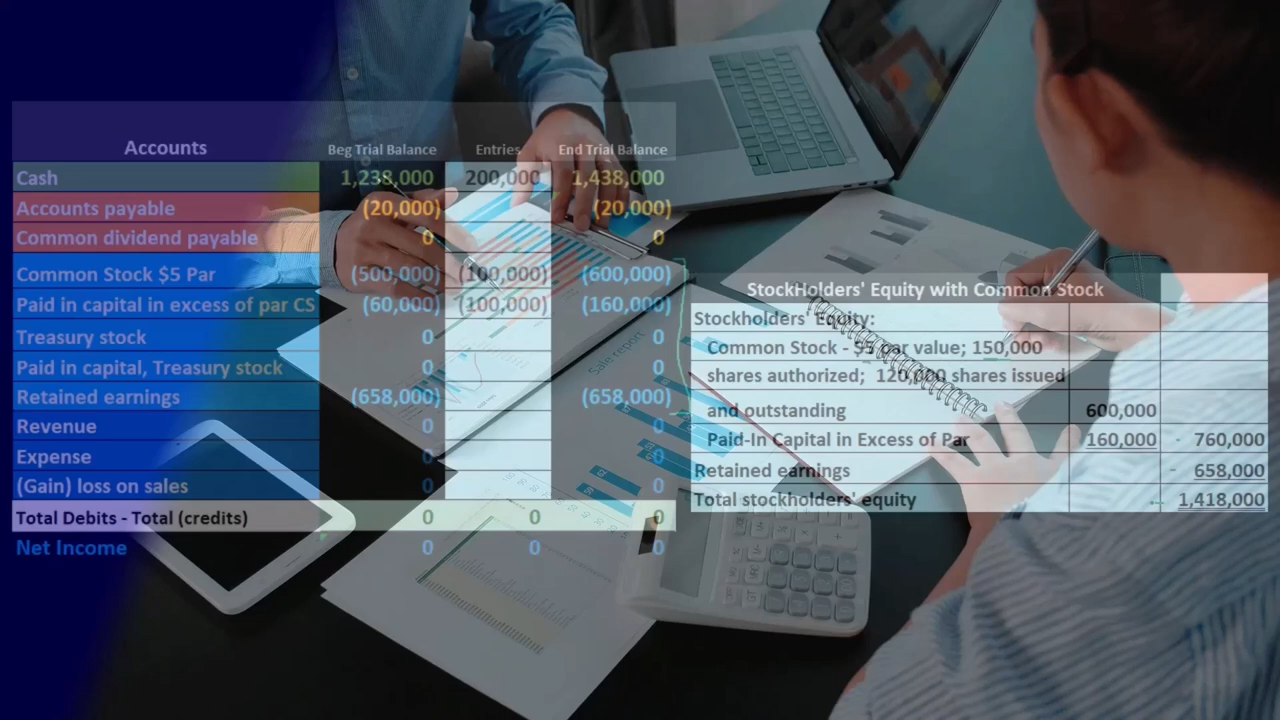 Accounts Beg Trial Balance Entries End Trial Balance
Cash 1,238,000 200,000 1,438,000
Accounts payable (20,000) (20,000)
Common dividend payable 0 0
Common Stock $5 Par (500,000) (100,000) (600,000)
Paid in capital in excess of par CS (60,000) (100,000) (160,000)
Treasury stock 0 0
Paid in capital, Treasury stock 0 0
Retained earnings (658,000) (658,000)
Revenue 0 0
Expense 0 0
(Gain) loss on sales 0 0
Total Debits - Total (credits) 0 0 0
Net Income 0 0 0
StockHolders' Equity with Common Stock
Stockholders' Equity:
Common Stock - $5 par value; 150,000
shares authorized; 120,000 shares issued
and outstanding 600,000
Paid-In Capital in Excess of Par 160,000 760,000
Retained earnings 658,000
Total stockholders' equity 1,418,000
Sale report